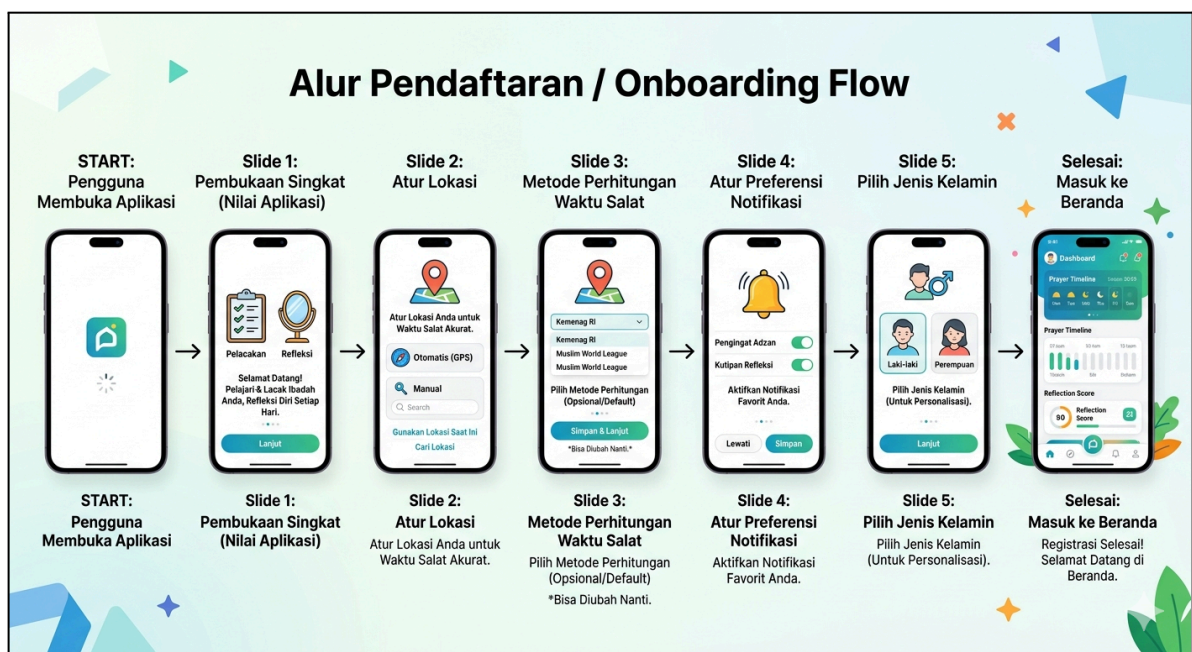 Alur Pendaftaran / Onboarding Flow
START:
Pengguna
Membuka Aplikasi
Slide 1:
Pembukaan Singkat
(Nilai Aplikasi)
Slide 2:
Atur Lokasi
Slide 3:
Metode Perhitungan
Waktu Salat
Slide 4:
Atur Preferensi
Notifikasi
Slide 5:
Pilih Jenis Kelamin
Selesai:
Masuk ke
Beranda
Pelacakan Refleksi
Selamat Datang!
Pelajari & Lacak Ibadah
Anda, Refleksi Diri Setiap
Hari.
Lanjut
Atur Lokasi Anda untuk
Waktu Salat Akurat.
Otomatis (GPS)
Manual
Search
Gunakan Lokasi Saat Ini
Cari Lokasi
Kemenag RI
Kemenag RI
Muslim World League
Muslim World League
Pilih Metode Perhitungan
(Opsional/Default)
Simpan & Lanjut
*Bisa Diubah Nanti.*
Pengingat Adzan
Kutipan Refleksi
Aktifkan Notifikasi
Favorit Anda.
Lewati Simpan
Laki-laki Perempuan
Pilih Jenis Kelamin
(Untuk Personalisasi).
Lanjut
Dashboard
Prayer Timeline
Prayer Timeline
Reflection Score
90 Reflection
Score
START:
Pengguna
Membuka Aplikasi
Slide 1:
Pembukaan Singkat
(Nilai Aplikasi)
Slide 2:
Atur Lokasi
Atur Lokasi Anda untuk
Waktu Salat Akurat.
Slide 3:
Metode Perhitungan
Waktu Salat
Pilih Metode Perhitungan
(Opsional/Default)
*Bisa Diubah Nanti.
Slide 4:
Atur Preferensi
Notifikasi
Aktifkan Notifikasi
Favorit Anda.
Slide 5:
Pilih Jenis Kelamin
Pilih Jenis Kelamin
(Untuk Personalisasi).
Selesai:
Masuk ke Beranda
Registrasi Selesai!
Selamat Datang di
Beranda.